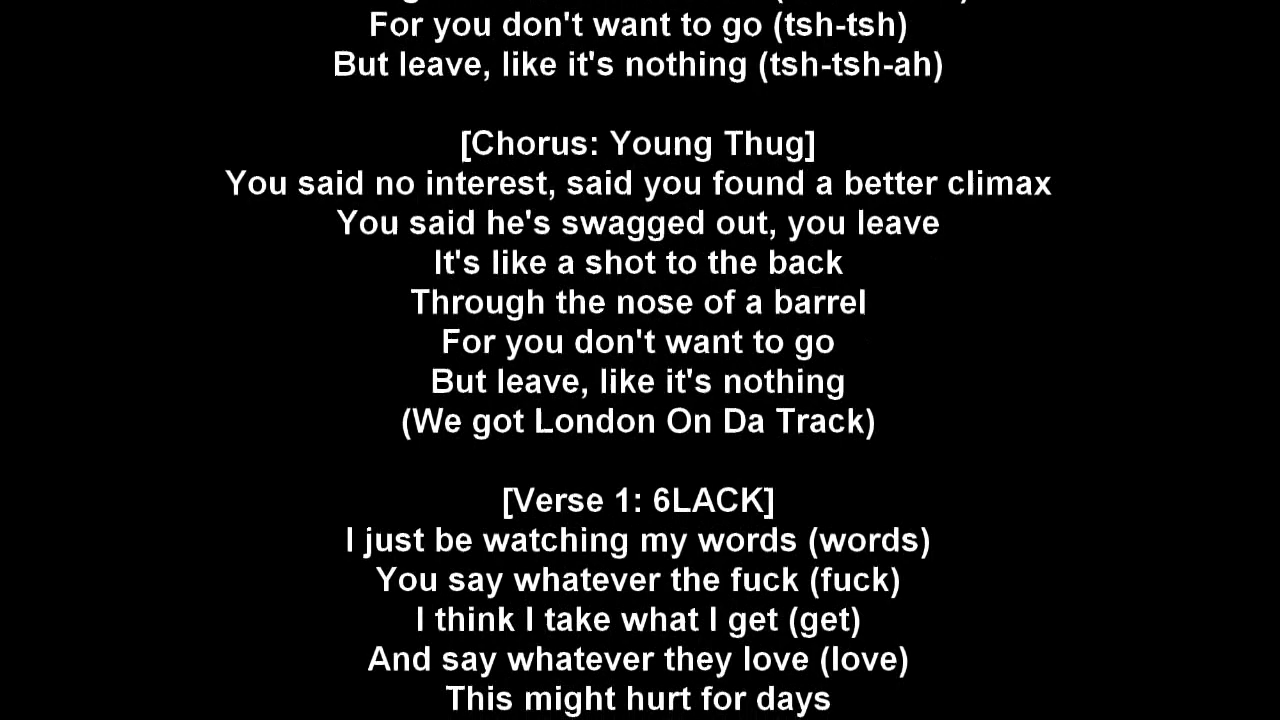 For you don't want to go (tsh-tsh)
But leave, like it's nothing (tsh-tsh-ah)
[Chorus: Young Thug]
You said no interest, said you found a better climax
You said he's swagged out, you leave
It's like a shot to the back
Through the nose of a barrel
For you don't want to go
But leave, like it's nothing
(We got London On Da Track)
[Verse 1: 6LACK]
I just be watching my words (words)
You say whatever the fuck (fuck)
I think I take what I get (get)
And say whatever they love (love)
This might hurt for days